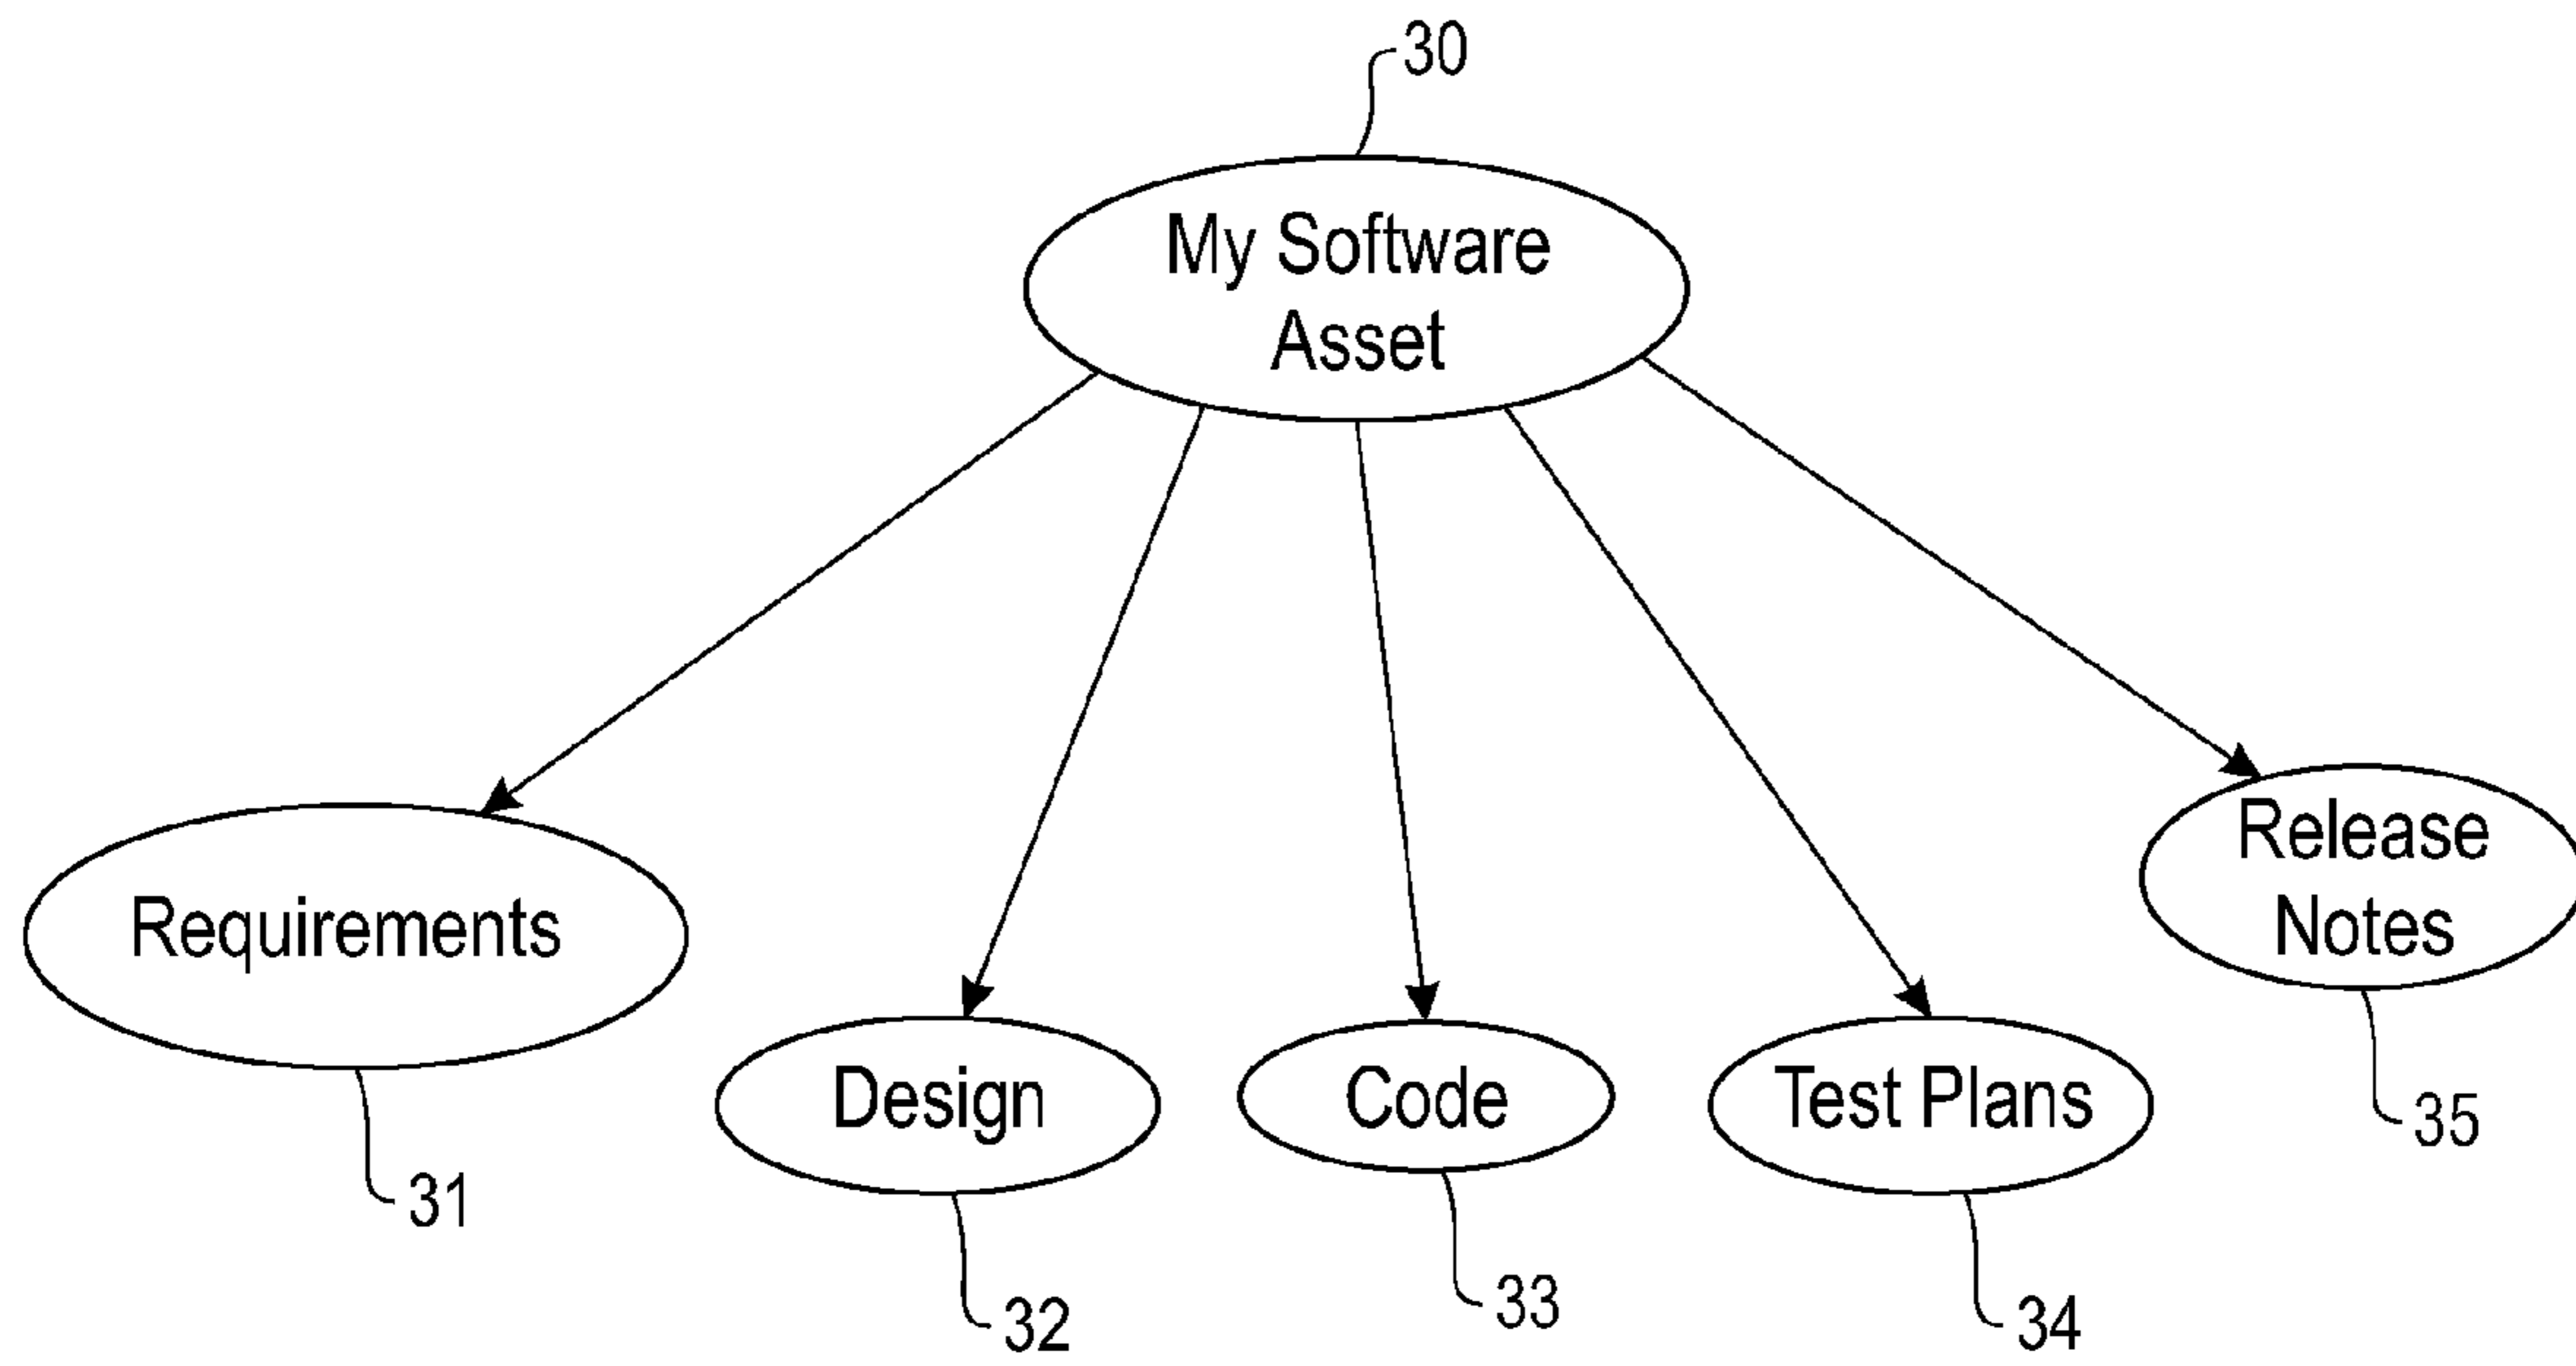 30
My Software
Asset
Requirements
Design
Code
Test Plans
Release
Notes
31
32
33
34
35